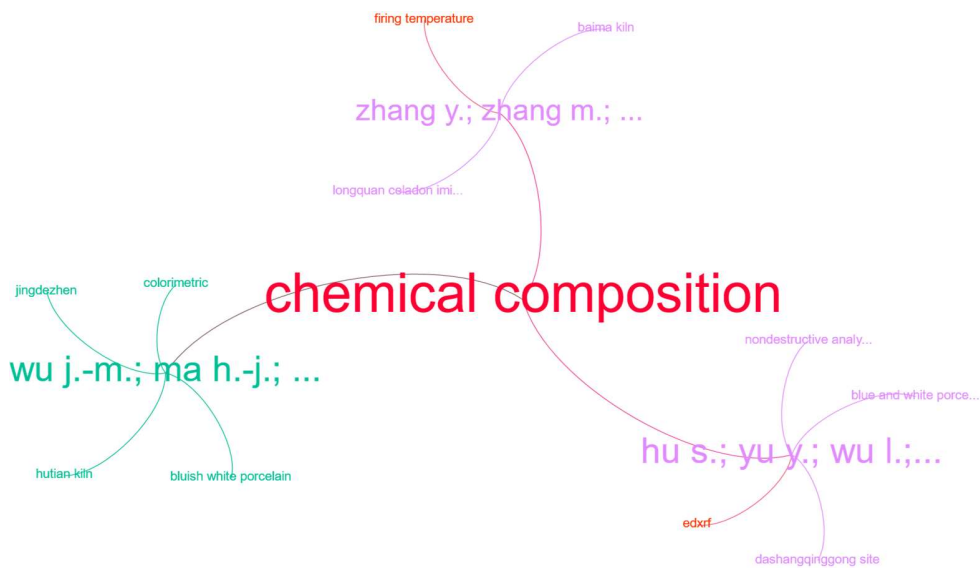 firing temperature
baima kiln
zhang y.; zhang m.; ...
longquan celadon imi...
chemical composition
jingdezhen
colorimetric
wu j.-m.; ma h.-j.; ...
hutian kiln
bluish white porcelain
nondestructive analy...
blue and white porce...
hu s.; yu y.; wu l.;...
edxrf
dashangqinggong site